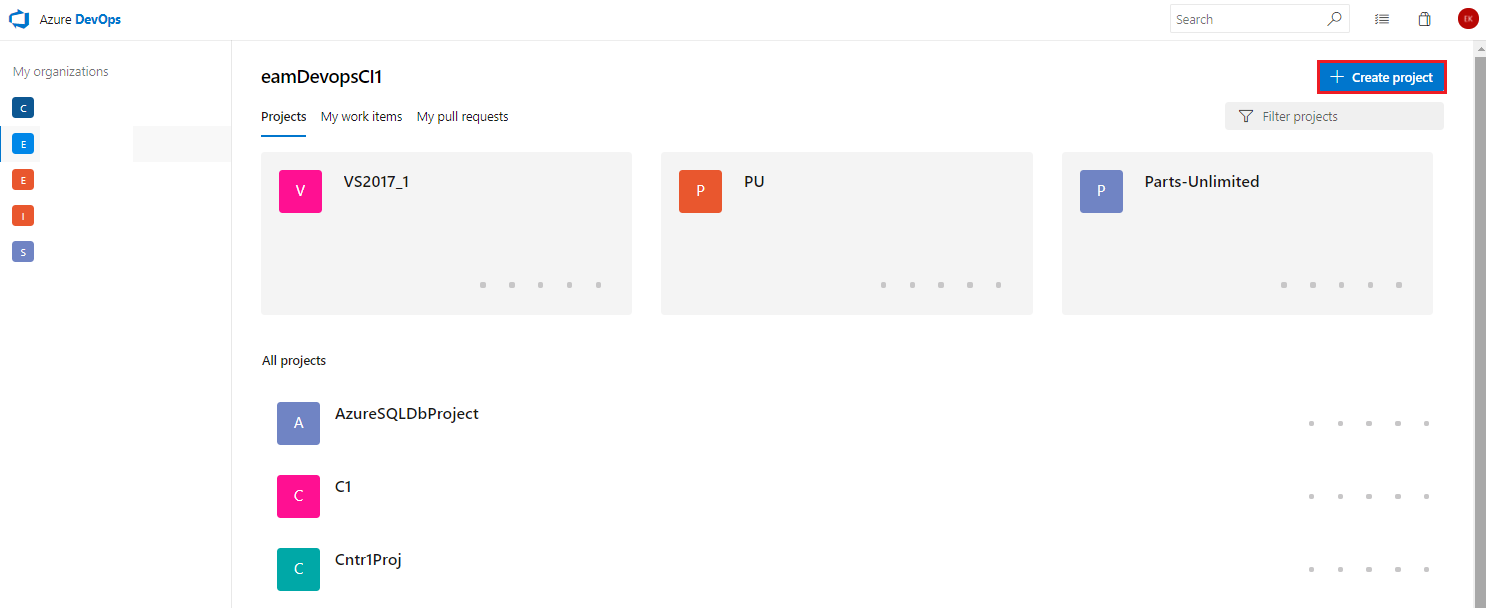 Azure DevOps
Search
EK
My organizations
C
E
E
I
S
eamDevopsCI1
Create project
Projects My work items My pull requests
Filter projects
V VS2017_1
P PU
P Parts-Unlimited
All projects
A AzureSQLDbProject
C C1
C Cntr1Proj